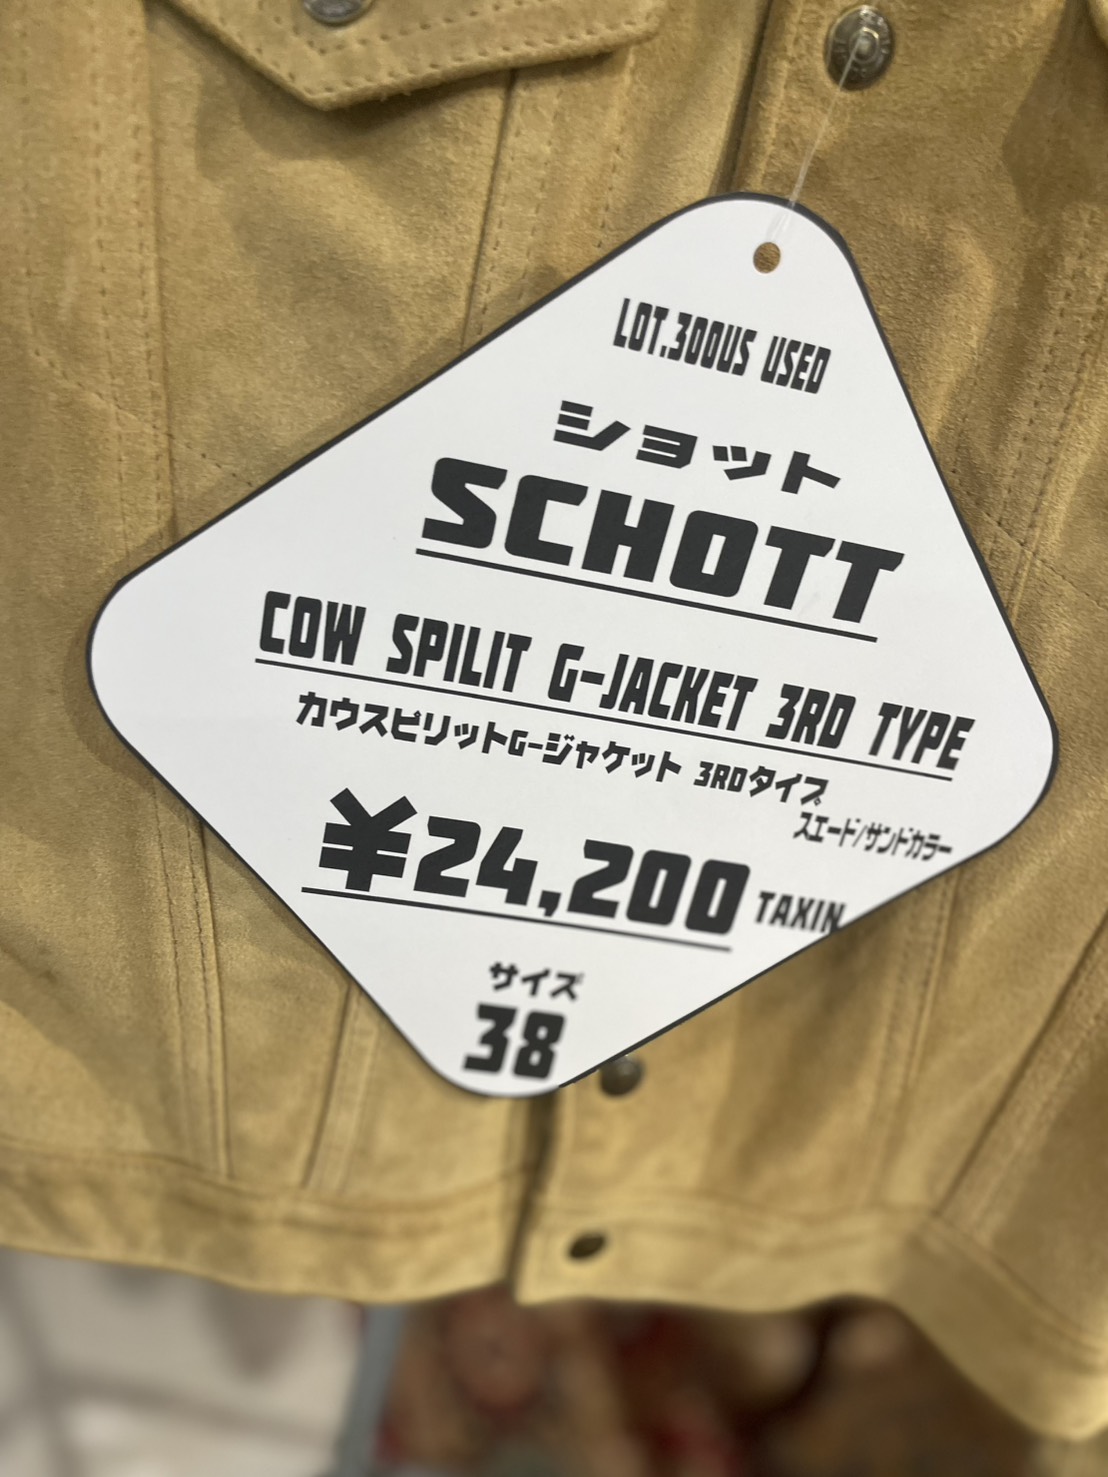 LOT.300US USED
ショット
SCHOTT
COW SPILIT G-JACKET 3RD TYPE
カウスピリットG-ジャケット 3RDタイプ
スエード/サンドカラー
¥24,200 TAXIN
サイズ
38